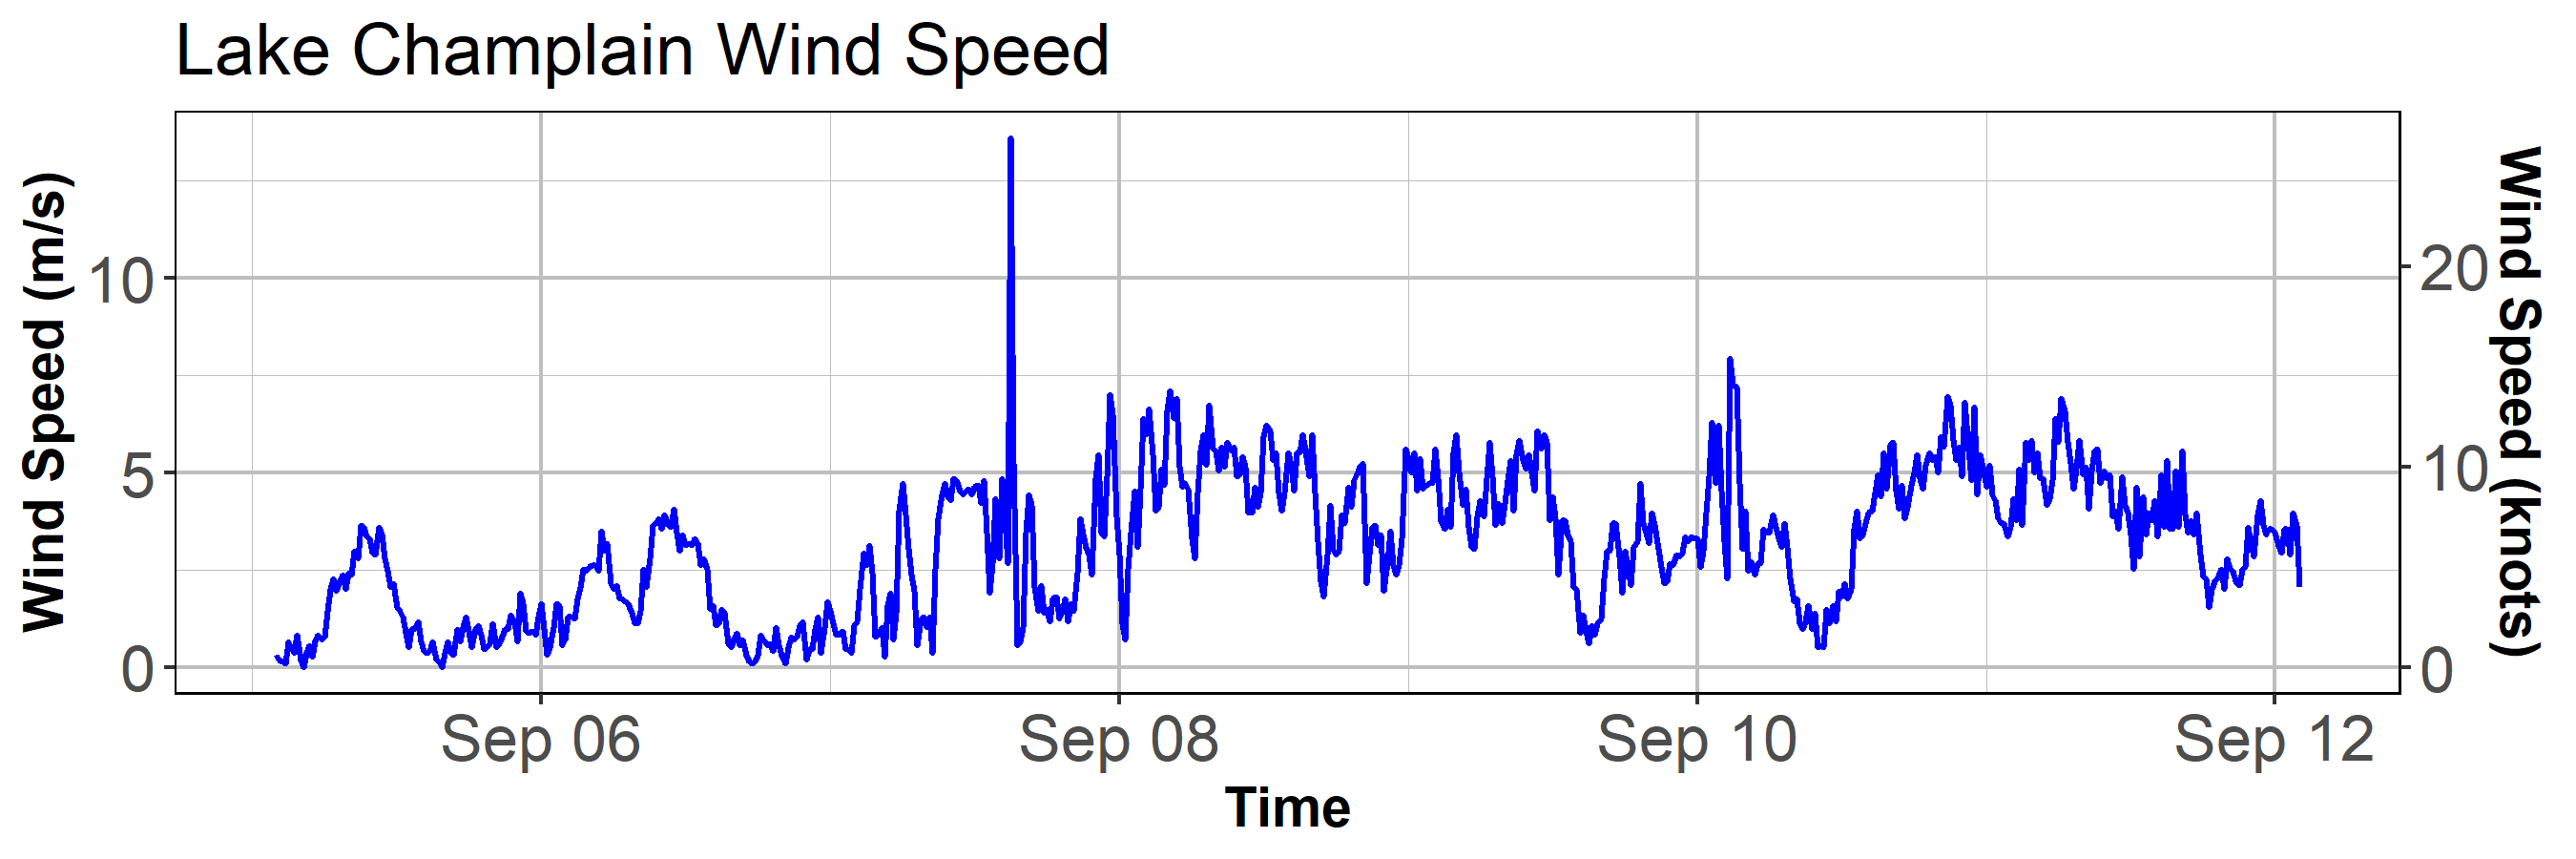 Lake Champlain Wind Speed
Wind Speed (m/s)
10
5
0
20
10
0
Wind Speed (knots)
Sep 06
Sep 08
Sep 10
Sep 12
Time